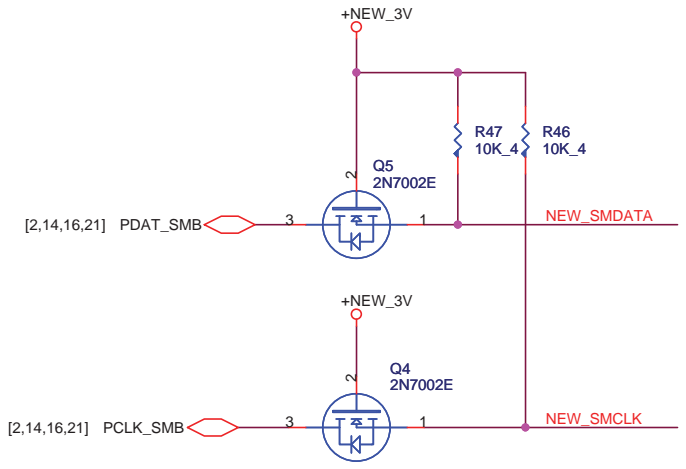 +NEW_3V
R47
10K_4
R46
10K_4
Q5
2N7002E
2
[2,14,16,21] PDAT_SMB
3
1
NEW_SMDATA
+NEW_3V
Q4
2N7002E
2
[2,14,16,21] PCLK_SMB
3
1
NEW_SMCLK